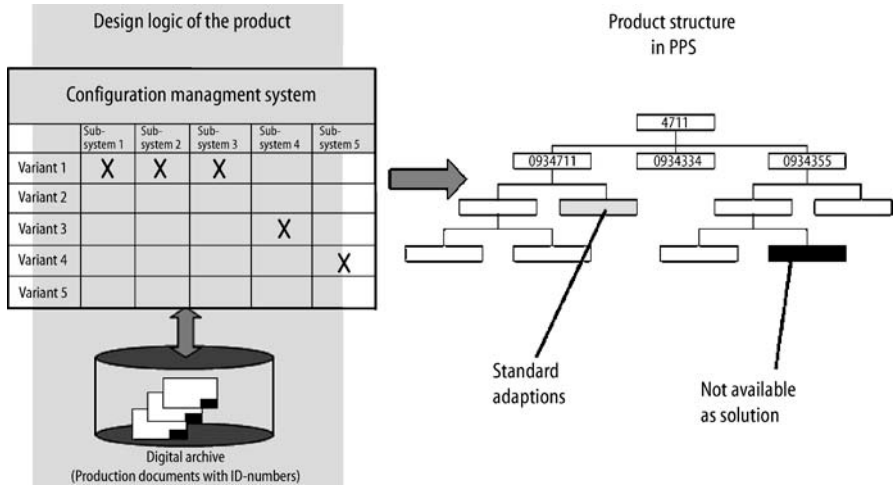 Design logic of the product
Configuration managment system
Sub-
system 1
Sub-
system 2
Sub-
system 3
Sub-
system 4
Sub-
system 5
Variant 1
X
X
X
Variant 2
Variant 3
X
Variant 4
X
Variant 5
Digital archive
(Production documents with ID-numbers)
Product structure
in PPS
4711
0934711
0934334
0934355
Standard
adaptions
Not available
as solution